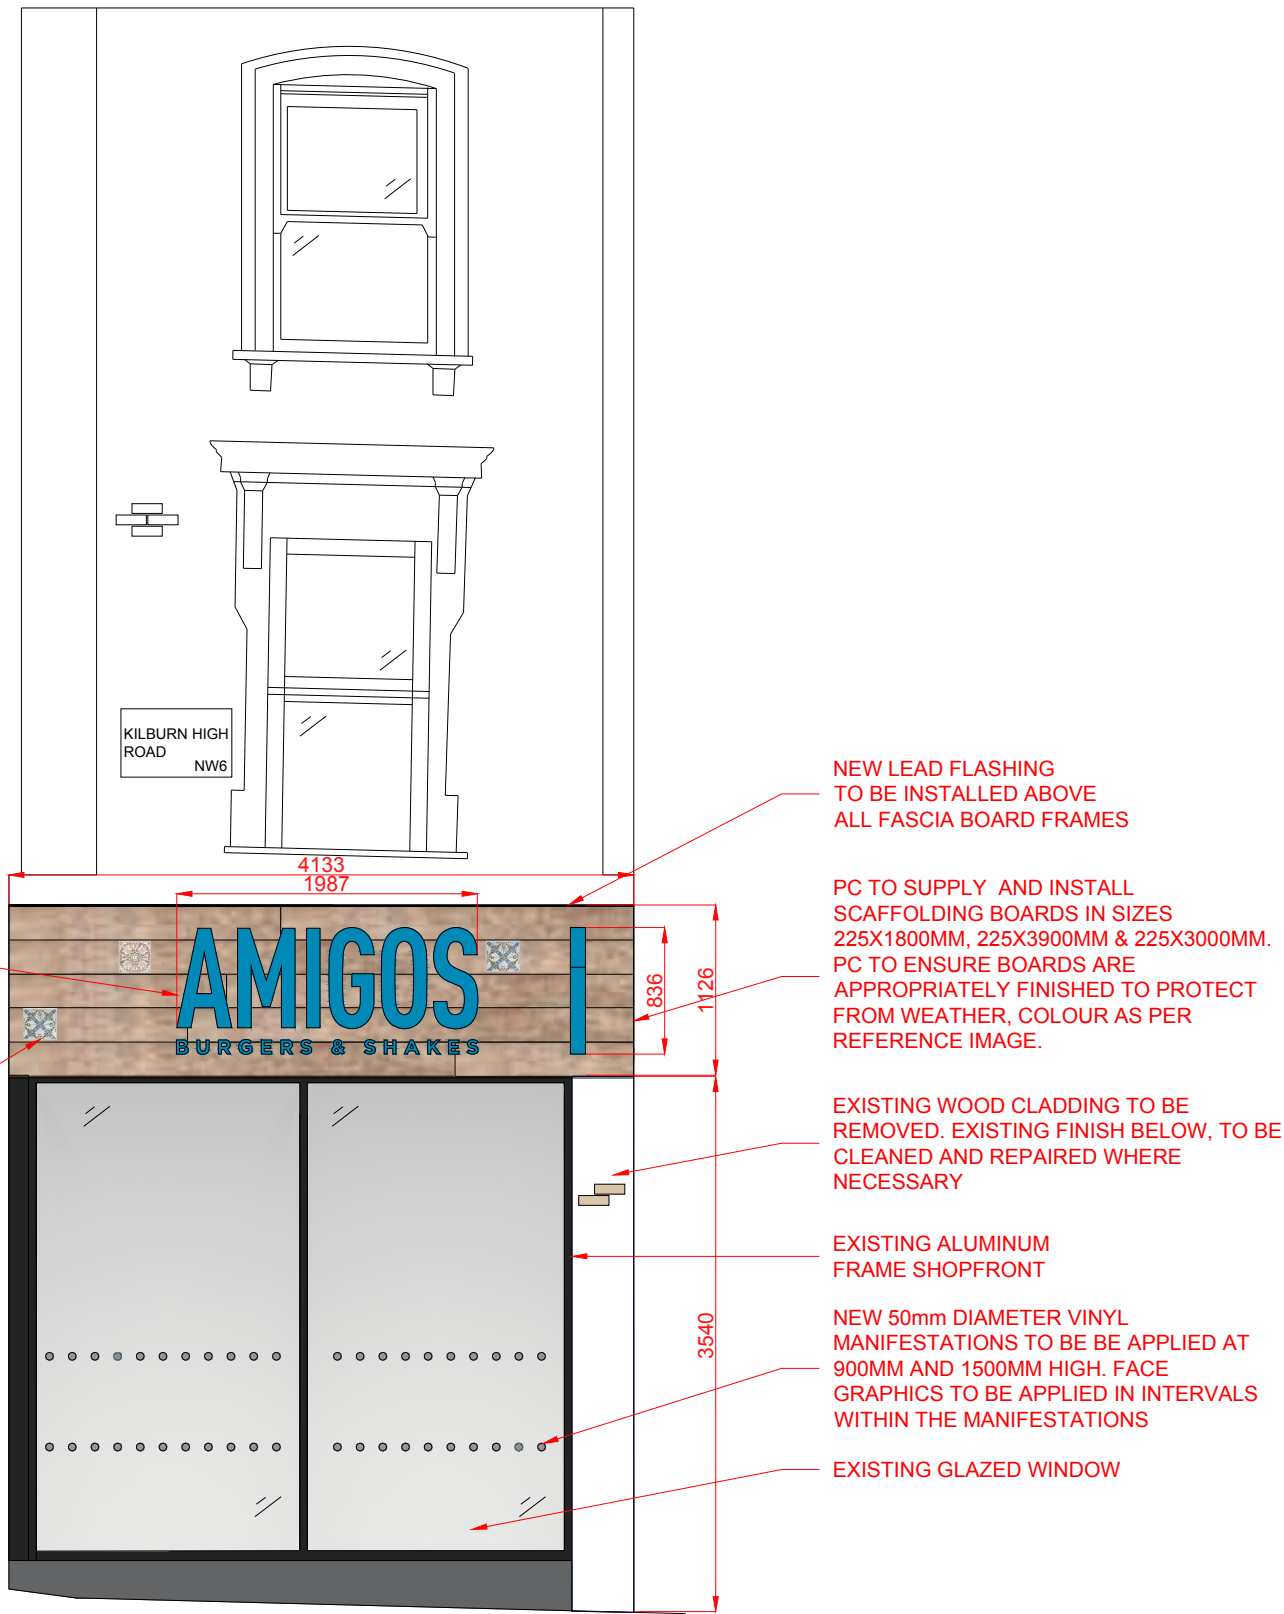 KILBURN HIGH
ROAD
NW6
NEW LEAD FLASHING
TO BE INSTALLED ABOVE
ALL FASCIA BOARD FRAMES
4133
1987
PC TO SUPPLY AND INSTALL
SCAFFOLDING BOARDS IN SIZES
225X1800MM, 225X3900MM & 225X3000MM.
PC TO ENSURE BOARDS ARE
APPROPRIATELY FINISHED TO PROTECT
FROM WEATHER, COLOUR AS PER
REFERENCE IMAGE.
AMIGOS
BURGERS & SHAKES
836
1126
EXISTING WOOD CLADDING TO BE
REMOVED. EXISTING FINISH BELOW, TO BE
CLEANED AND REPAIRED WHERE
NECESSARY
EXISTING ALUMINUM
FRAME SHOPFRONT
3540
NEW 50mm DIAMETER VINYL
MANIFESTATIONS TO BE BE APPLIED AT
900MM AND 1500MM HIGH. FACE
GRAPHICS TO BE APPLIED IN INTERVALS
WITHIN THE MANIFESTATIONS
EXISTING GLAZED WINDOW